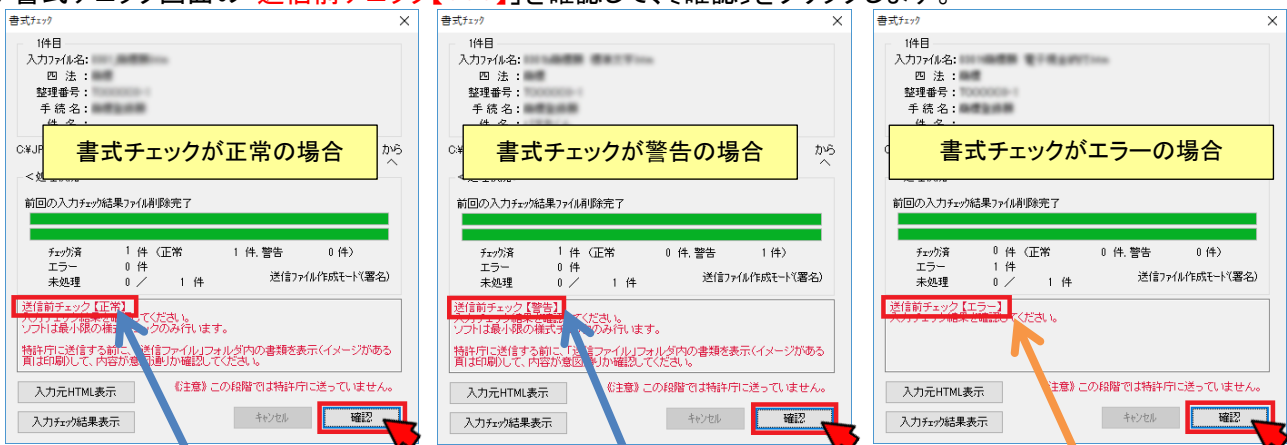 書式チェック画面の「送信前チェック【
】」を確認して、[確認]をクリックします。
書式ﾁｪｯｸ
1件目
入力ﾌｧｲﾙ名:
四 法 :
整理番号:
手 続 名:
件 名 :
C:¥JP
から
書式チェックが正常の場合
前回の入力ﾁｪｯｸ結果ﾌｧｲﾙ削除完了
ﾁｪｯｸ済 1 件 (正常 1 件, 警告 0 件)
エラー 0 件
未処理 0 / 1 件 送信ﾌｧｲﾙ作成ﾓｰﾄﾞ(署名)
送信前チェック【正常】
入力チェック結果を確認してください。
ソフトは最小限の様式チェックのみ行います。
特許庁に送信する前に、「送信ファイル」フォルダ内の書類を表示(イメージがある
頁は印刷)して、内容が意図通りか確認してください。
入力元HTML表示
《注意》 この段階では特許庁に送っていません。
入力ﾁｪｯｸ結果表示
ｷｬﾝｾﾙ
確認
書式ﾁｪｯｸ
1件目
入力ﾌｧｲﾙ名:
四 法 :
整理番号:
手 続 名:
件 名 :
C:¥
から
書式チェックが警告の場合
前回の入力ﾁｪｯｸ結果ﾌｧｲﾙ削除完了
ﾁｪｯｸ済 1 件 (正常 0 件, 警告 1 件)
エラー 0 件
未処理 0 / 1 件 送信ﾌｧｲﾙ作成ﾓｰﾄﾞ(署名)
送信前チェック【警告】
入力チェック結果を確認してください。
ソフトは最小限の様式チェックのみ行います。
特許庁に送信する前に、「送信ファイル」フォルダ内の書類を表示(イメージがある
頁は印刷)して、内容が意図通りか確認してください。
入力元HTML表示
《注意》 この段階では特許庁に送っていません。
入力ﾁｪｯｸ結果表示
ｷｬﾝｾﾙ
確認
書式ﾁｪｯｸ
1件目
入力ﾌｧｲﾙ名:
四 法 :
整理番号:
手 続 名:
件 名 :
から
書式チェックがエラーの場合
前回の入力ﾁｪｯｸ結果ﾌｧｲﾙ削除完了
ﾁｪｯｸ済 0 件 (正常 0 件, 警告 0 件)
エラー 1 件
未処理 0 / 1 件 送信ﾌｧｲﾙ作成ﾓｰﾄﾞ(署名)
送信前チェック【エラー】
入力チェック結果を確認してください。
入力元HTML表示
注意》 この段階では特許庁に送っていません。
入力ﾁｪｯｸ結果表示
ｷｬﾝｾﾙ
確認